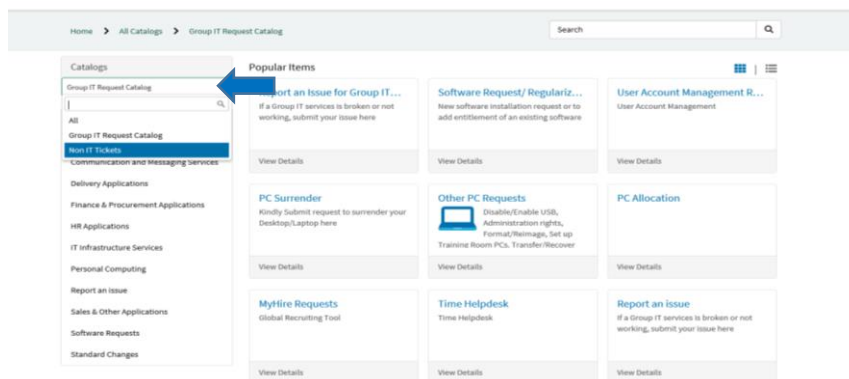 Home > All Catalogs > Group IT Request Catalog
Search
Catalogs
Group IT Request Catalog
All
Group IT Request Catalog
Non IT Tickets
Communication and Messaging Services
Delivery Applications
Finance & Procurement Applications
HR Applications
IT Infrastructure Services
Personal Computing
Report an issue
Sales & Other Applications
Software Requests
Standard Changes
Popular Items
Report an Issue for Group IT...
If a Group IT services is broken or not
working, submit your issue here
View Details
Software Request/ Regulariz...
New software installation request or to
add entitlement of an existing software
View Details
User Account Management R...
User Account Management
View Details
PC Surrender
Kindly Submit request to surrender your
Desktop/Laptop here
View Details
Other PC Requests
Disable/Enable USB,
Administration rights,
Format/Reimage, Set up
Training Room PCs. Transfer/Recover
View Details
PC Allocation
View Details
MyHire Requests
Global Recruiting Tool
View Details
Time Helpdesk
Time Helpdesk
View Details
Report an issue
If a Group IT services is broken or not
working, submit your issue here
View Details